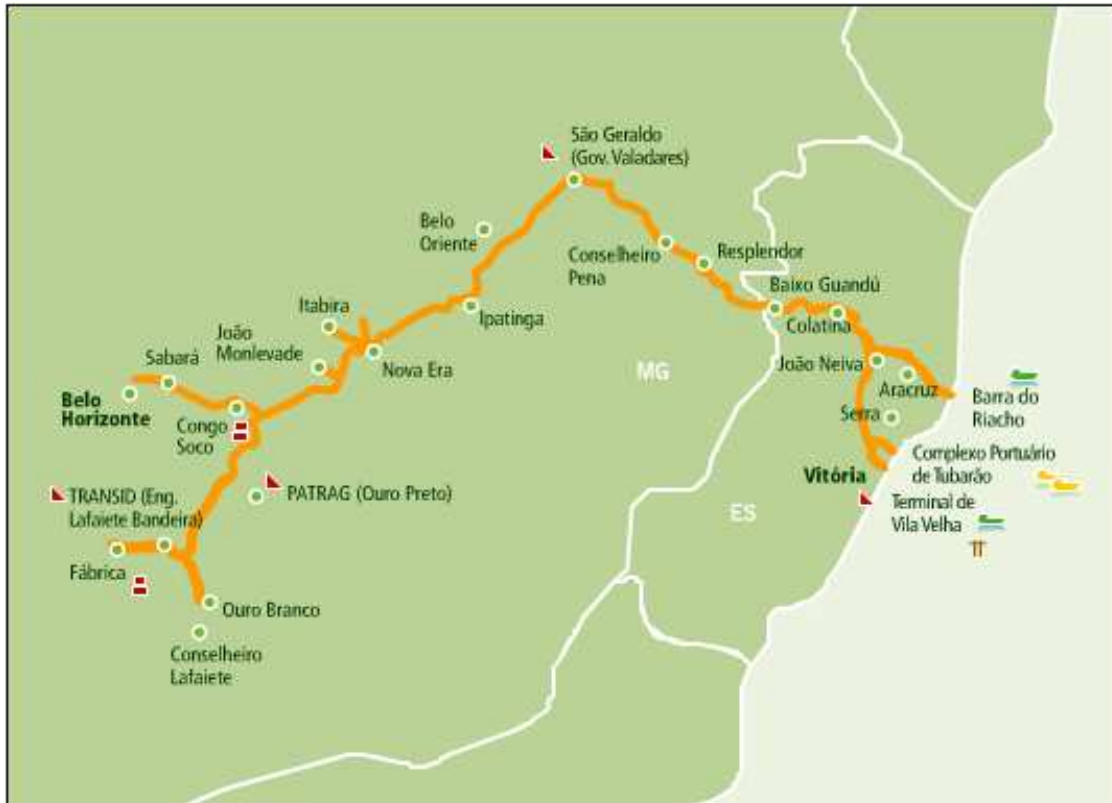 São Geraldo
(Gov. Valadares)
Belo
Oriente
Conselheiro
Pena
Resplendor
Baixo Guandú
Colatina
Itabira
Ipatinga
João
Monlevade
Nova Era
Sabará
João Neiva
MG
Aracruz
Belo
Horizonte
Barra do
Riacho
Congo
Soco
Serra
Complexo Portuário
de Tubarão
Vitória
PATRAG (Ouro Preto)
TRANSID (Eng.
Lafaiete Bandeira)
Terminal de
Vila Velha
ES
Fábrica
Ouro Branco
Conselheiro
Lafaiete